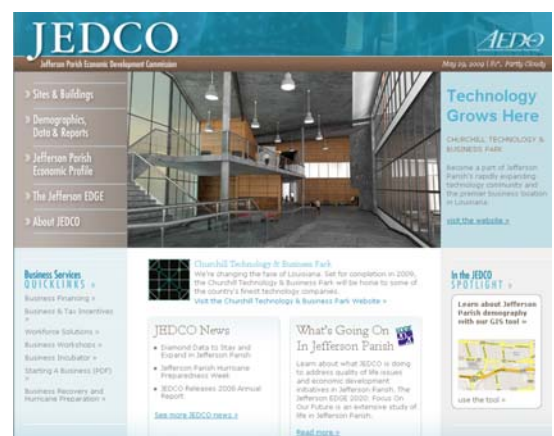 JEDCO
Jefferson Parish Economic Development Commission
AEDO
May 29, 2009 | 81°, Partly Cloudy
» Sites & Buildings
» Demographics,
Data & Reports
» Jefferson Parish
Economic Profile
» The Jefferson EDGE
» About JEDCO
Technology
Grows Here
CHURCHILL TECHNOLOGY &
BUSINESS PARK
Become a part of Jefferson
Parish's rapidly expanding
technology community and
the premier business location
in Louisiana.
visit the website »
Business Services
QUICKLINKS »
Business Financing »
Business & Tax Incentives
»
Workforce Solutions »
Business Workshops »
Business Incubator »
Starting A Business (PDF)
»
Business Recovery and
Hurricane Preparation »
Churchill Technology & Business Park
We're changing the face of Louisiana. Set for completion in 2009,
the Churchill Technology & Business Park will be home to some of
the country's finest technology companies.
Visit the Churchill Technology & Business Park Website »
JEDCO News
Diamond Data to Stay and
Expand in Jefferson Parish
Jefferson Parish Hurricane
Preparedness Week
JEDCO Releases 2008 Annual
Report
See more JEDCO news »
What's Going On
In Jefferson Parish
Learn about what JEDCO is doing
to address quality of life issues
and economic development
initiatives in Jefferson Parish. The
Jefferson EDGE 2020: Focus On
Our Future is an extensive study of
life in Jefferson Parish.
Read more »
In the JEDCO
SPOTLIGHT »
Learn about Jefferson
Parish demography
with our GIS tool »
use the tool »